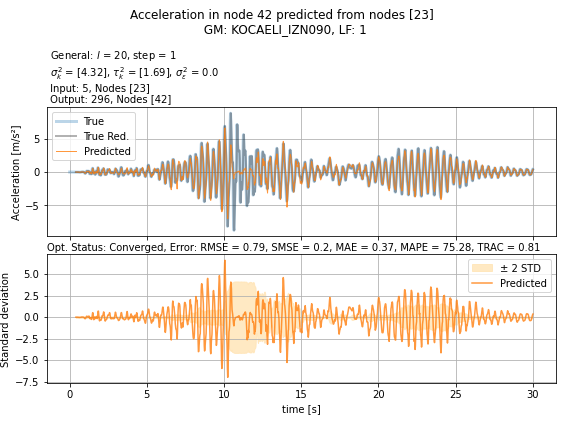 Acceleration in node 42 predicted from nodes [23]
GM: KOCAELI_IZN090, LF: 1
General: l = 20, step = 1
σ²ₖ = [4.32], τ²ₖ = [1.69], σ²ε = 0.0
Input: 5, Nodes [23]
Output: 296, Nodes [42]
True
True Red.
Predicted
Acceleration [m/s²]
5
0
−5
Opt. Status: Converged, Error: RMSE = 0.79, SMSE = 0.2, MAE = 0.37, MAPE = 75.28, TRAC = 0.81
± 2 STD
Predicted
Standard deviation
5.0
2.5
0.0
−2.5
−5.0
−7.5
0 5 10 15 20 25 30
time [s]